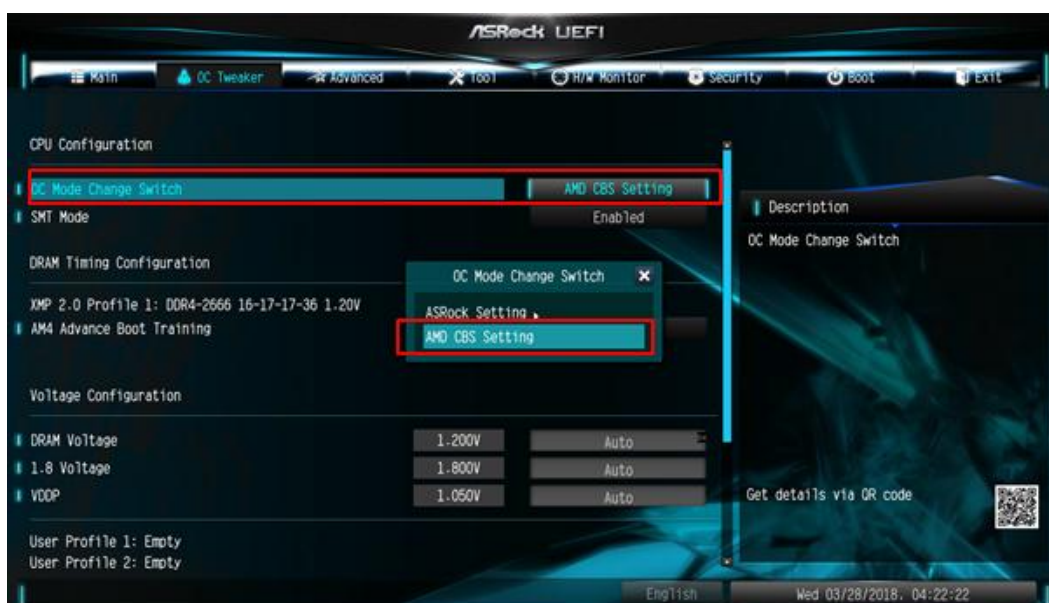 ASRock UEFI
Main OC Tweaker Advanced Tool H/W Monitor Security Boot Exit
CPU Configuration
OC Mode Change Switch AMD CBS Setting
SMT Mode Enabled
DRAM Timing Configuration
XMP 2.0 Profile 1: DDR4-2666 16-17-17-36 1.20V
AM4 Advance Boot Training
OC Mode Change Switch
ASRock Setting
AMD CBS Setting
Voltage Configuration
DRAM Voltage 1.200V Auto
1.8 Voltage 1.800V Auto
VDDP 1.050V Auto
User Profile 1: Empty
User Profile 2: Empty
Description
OC Mode Change Switch
Get details via QR code
English Wed 03/28/2018. 04:22:22